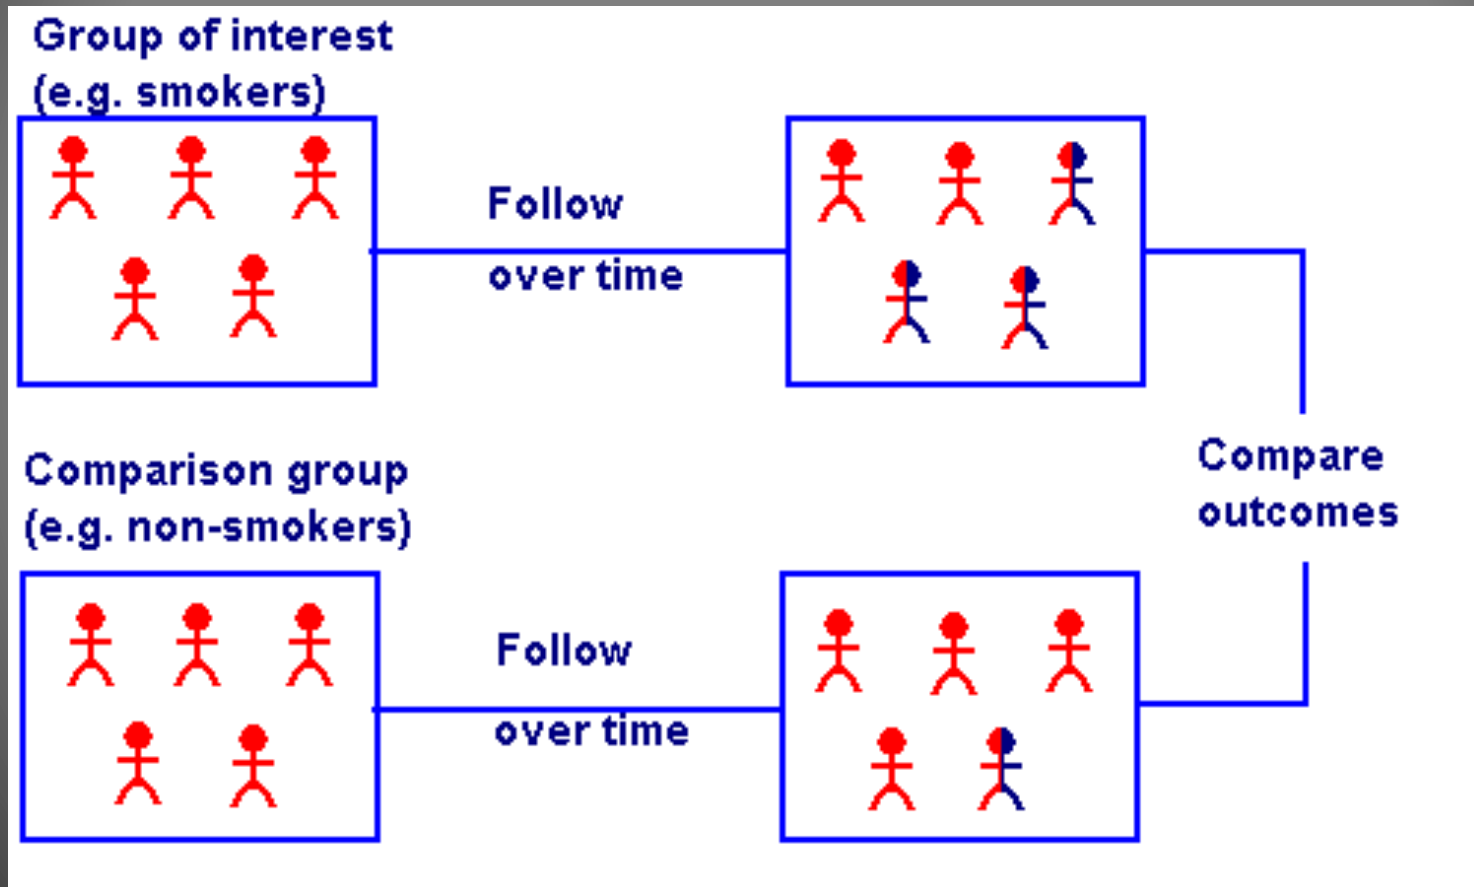 Group of interest
(e.g. smokers)
Follow
over time
Comparison group
(e.g. non-smokers)
Follow
over time
Compare
outcomes